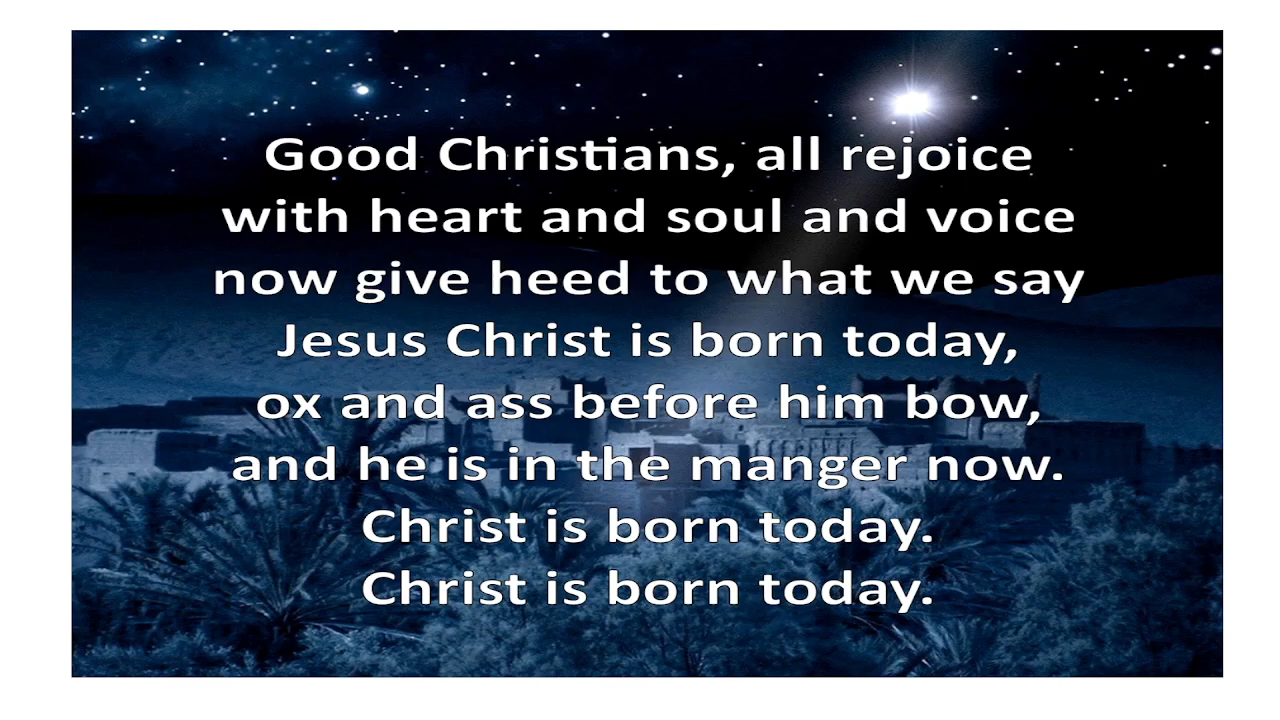 Good Christians, all rejoice
with heart and soul and voice
now give heed to what we say
Jesus Christ is born today,
ox and ass before him bow,
and he is in the manger now.
Christ is born today.
Christ is born today.